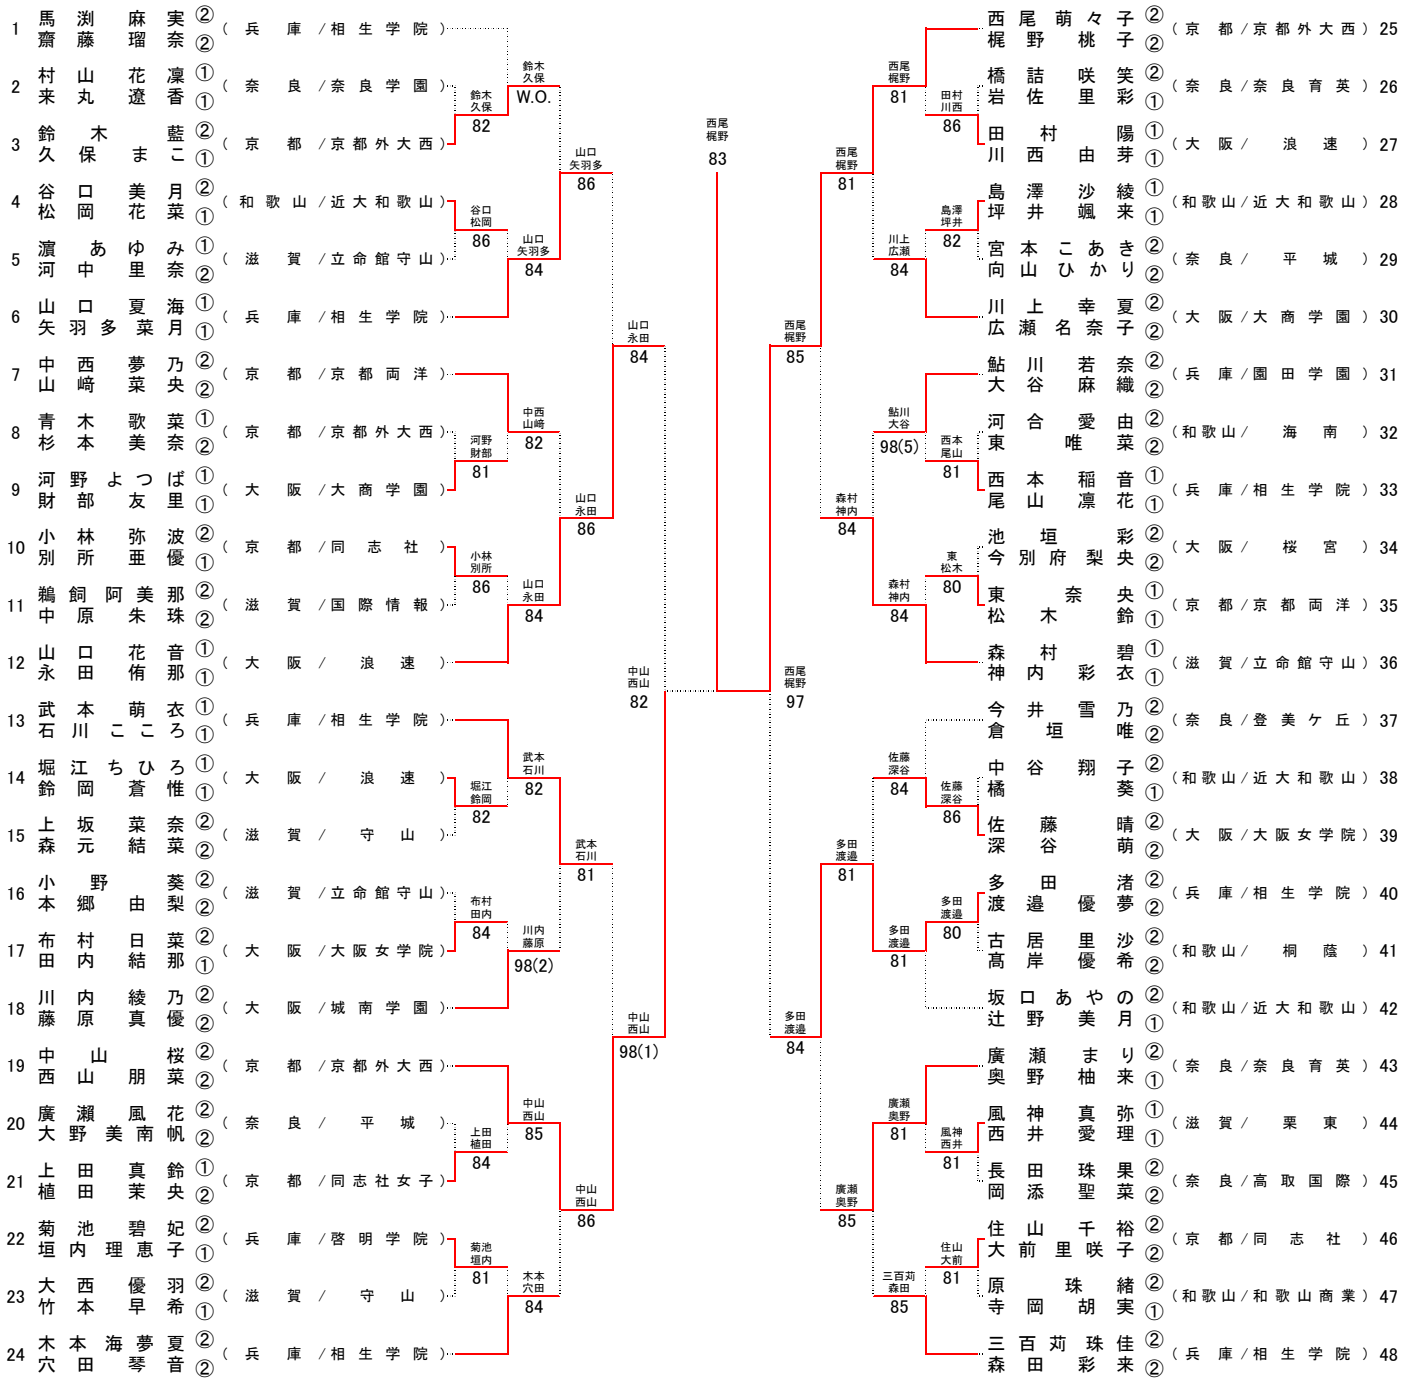 1 馬渕麻実② 齋藤瑠奈② (兵庫/相生学院)
2 村山花凜① 来丸遼香① (奈良/奈良学園)
3 鈴木藍② 久保まこ① (京都/京都外大西)
4 谷口美月② 松岡花菜① (和歌山/近大和歌山)
5 濵あゆみ① 河中里奈② (滋賀/立命館守山)
6 山口夏海① 矢羽多菜月① (兵庫/相生学院)
7 中西夢乃② 山﨑菜央② (京都/京都両洋)
8 青木歌菜① 杉本美奈② (京都/京都外大西)
9 河野よつば① 財部友里① (大阪/大商学園)
10 小林弥波② 別所亜優① (京都/同志社)
11 鵜飼阿美那② 中原朱珠② (滋賀/国際情報)
12 山口花音① 永田侑那① (大阪/浪速)
13 武本萌衣① 石川こころ① (兵庫/相生学院)
14 堀江ちひろ① 鈴岡蒼惟① (大阪/浪速)
15 上坂菜奈② 森元結菜② (滋賀/守山)
16 小野葵② 本郷由梨② (滋賀/立命館守山)
17 布村日菜② 田内結那① (大阪/大阪女学院)
18 川内綾乃② 藤原真優② (大阪/城南学園)
19 中山桜② 西山朋菜② (京都/京都外大西)
20 廣瀬風花② 大野美南帆② (奈良/平城)
21 上田真鈴① 植田茉央② (京都/同志社女子)
22 菊池碧妃② 垣内理恵子① (兵庫/啓明学院)
23 大西優羽② 竹本早希① (滋賀/守山)
24 木本海夢夏② 穴田琴音② (兵庫/相生学院)
鈴木
久保
82
谷口
松岡
86
河野
財部
81
小林
別所
86
堀江
鈴岡
82
布村
田内
84
上田
植田
84
菊池
垣内
81
鈴木
久保
W.O.
山口
矢羽多
84
中西
山﨑
82
山口
永田
84
武本
石川
82
川内
藤原
98(2)
中山
西山
85
木本
穴田
84
山口
矢羽多
86
山口
永田
86
武本
石川
81
中山
西山
86
山口
永田
84
中山
西山
98(1)
中山
西山
82
西尾
梶野
83
西尾
梶野
97
西尾
梶野
85
多田
渡邉
84
西尾
梶野
81
森村
神内
84
多田
渡邉
81
廣瀬
奥野
85
西尾
梶野
81
川上
広瀬
84
鮎川
大谷
98(5)
森村
神内
84
佐藤
深谷
84
多田
渡邉
81
廣瀬
奥野
81
三百苅
森田
85
田村
川西
86
島澤
坪井
82
西本
尾山
81
東
松木
80
佐藤
深谷
86
多田
渡邉
80
風神
西井
81
住山
大前
81
西尾萌々子② 梶野桃子② (京都/京都外大西) 25
橋詰咲笑② 岩佐里彩① (奈良/奈良育英) 26
田村陽① 川西由芽① (大阪/浪速) 27
島澤沙綾① 坪井颯来① (和歌山/近大和歌山) 28
宮本こあき② 向山ひかり② (奈良/平城) 29
川上幸夏② 広瀬名奈子② (大阪/大商学園) 30
鮎川若奈② 大谷麻織② (兵庫/園田学園) 31
河合愛由② 東唯菜② (和歌山/海南) 32
西本稲音① 尾山凛花① (兵庫/相生学院) 33
池垣彩② 今別府梨央② (大阪/桜宮) 34
東奈央① 松木鈴① (京都/京都両洋) 35
森村碧① 神内彩衣① (滋賀/立命館守山) 36
今井雪乃② 倉垣唯② (奈良/登美ケ丘) 37
中谷翔子② 橘葵① (和歌山/近大和歌山) 38
佐藤晴② 深谷萌② (大阪/大阪女学院) 39
多田渚② 渡邉優夢② (兵庫/相生学院) 40
古居里沙② 髙岸優希② (和歌山/桐蔭) 41
坂口あやの② 辻野美月① (和歌山/近大和歌山) 42
廣瀬まり② 奥野柚来① (奈良/奈良育英) 43
風神真弥① 西井愛理① (滋賀/栗東) 44
長田珠果② 岡添聖菜② (奈良/高取国際) 45
住山千裕② 大前里咲子② (京都/同志社) 46
原珠緒② 寺岡胡実① (和歌山/和歌山商業) 47
三百苅珠佳② 森田彩来② (兵庫/相生学院) 48